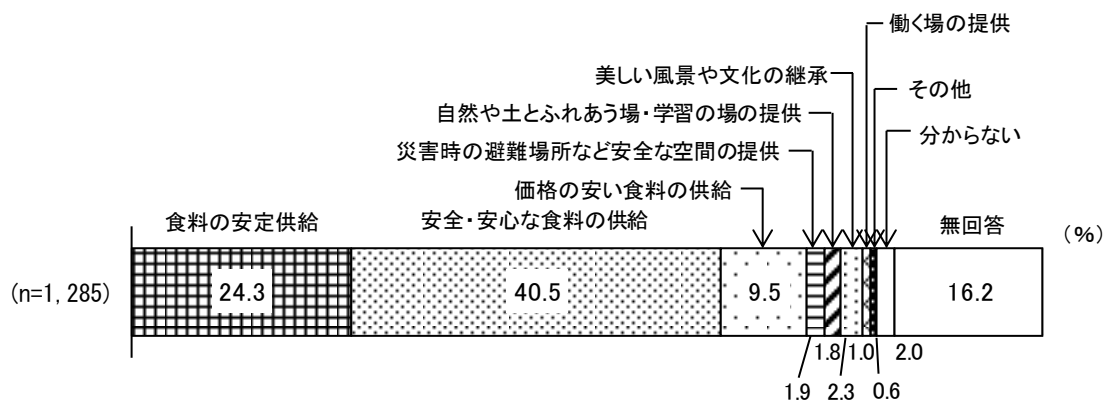 働く場の提供
美しい風景や文化の継承
その他
自然や土とふれあう場・学習の場の提供
分からない
災害時の避難場所など安全な空間の提供
価格の安い食料の供給
食料の安定供給
安全・安心な食料の供給
無回答
(%)
(n=1,285)
24.3
40.5
9.5
16.2
1.8
1.0
2.0
1.9
2.3
0.6